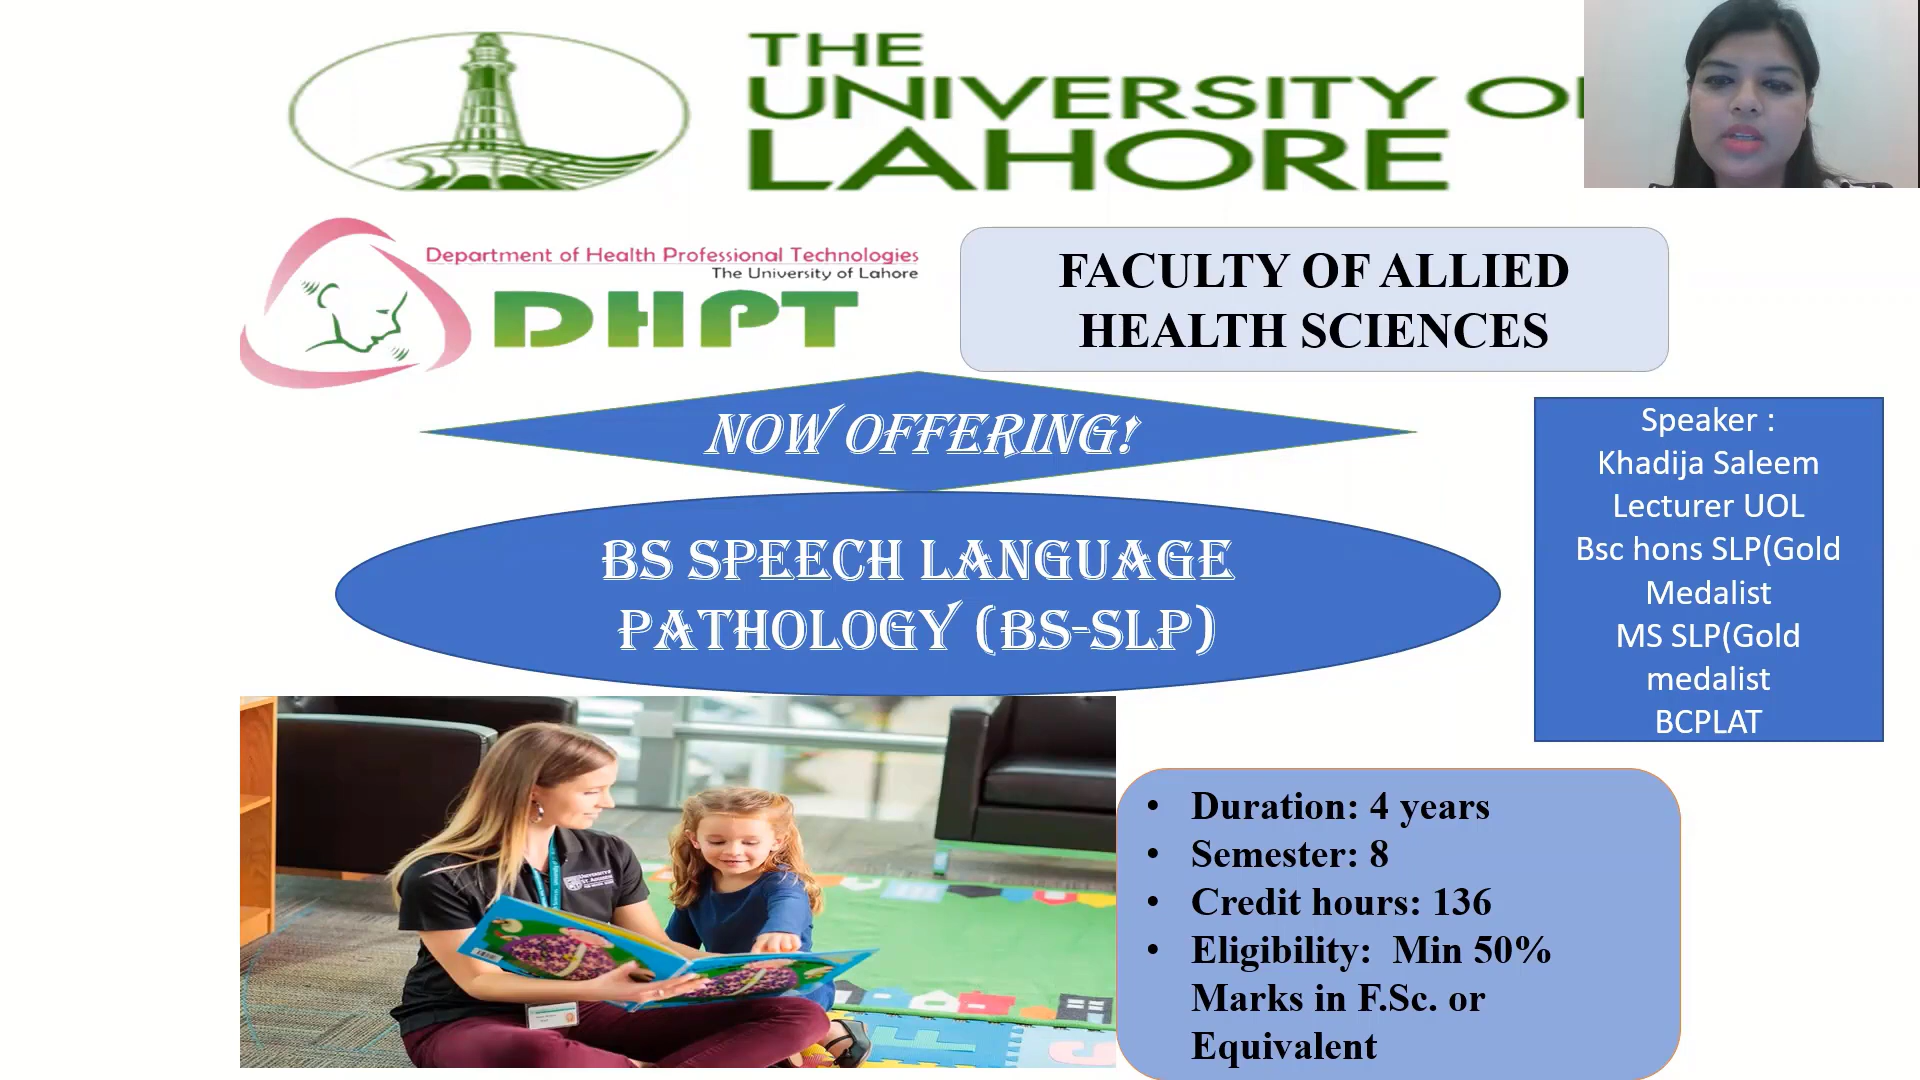 THE
UNIVERSITY O
LAHORE
Department of Health Professional Technologies
The University of Lahore
DHPT
FACULTY OF ALLIED
HEALTH SCIENCES
NOW OFFERING!
BS SPEECH LANGUAGE
PATHOLOGY (BS-SLP)
Speaker :
Khadija Saleem
Lecturer UOL
Bsc hons SLP(Gold
Medalist
MS SLP(Gold
medalist
BCPLAT
• Duration: 4 years
• Semester: 8
• Credit hours: 136
• Eligibility: Min 50%
Marks in F.Sc. or
Equivalent